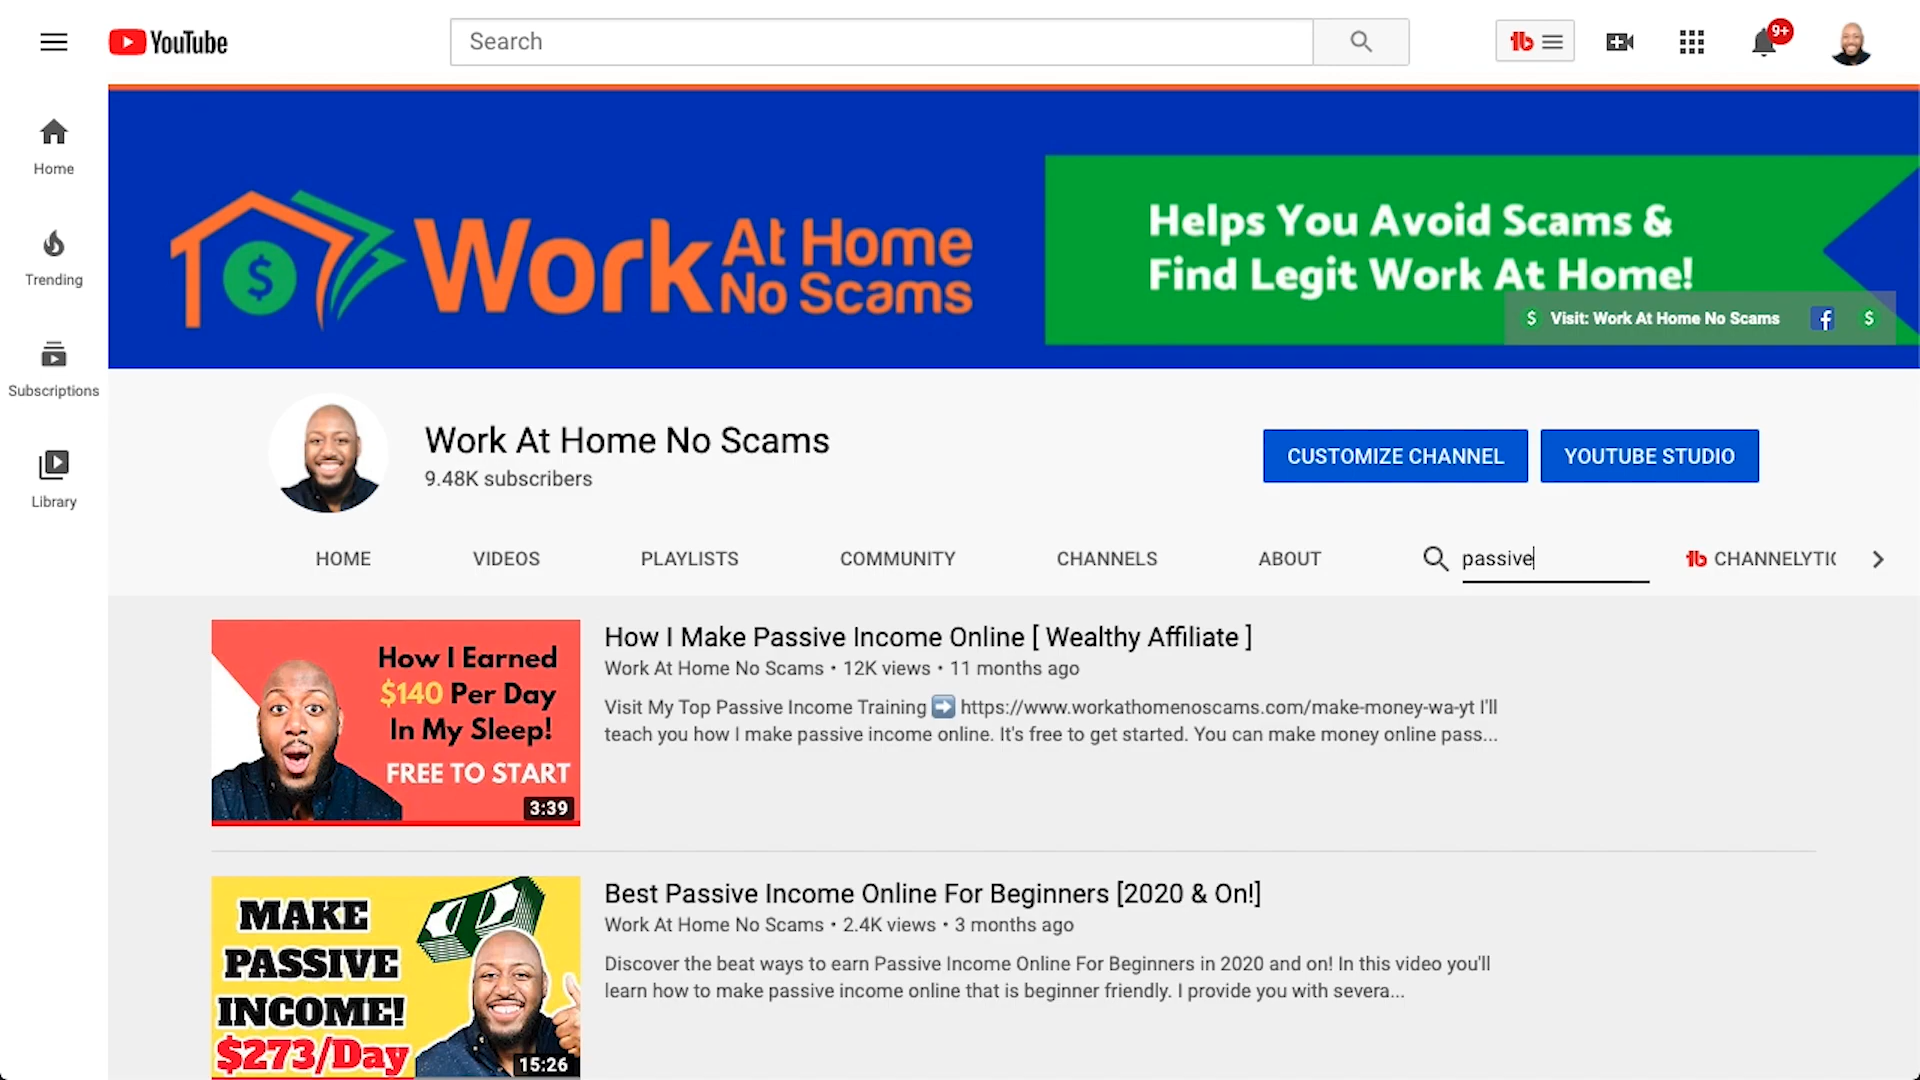 YouTube
Search
9+
Home
Trending
Subscriptions
Library
$
Work At Home
No Scams
Helps You Avoid Scams &
Find Legit Work At Home!
$ Visit: Work At Home No Scams f $
Work At Home No Scams
9.48K subscribers
CUSTOMIZE CHANNEL
YOUTUBE STUDIO
HOME VIDEOS PLAYLISTS COMMUNITY CHANNELS ABOUT passive CHANNELYTIC
How I Earned
$140 Per Day
In My Sleep!
FREE TO START
3:39
How I Make Passive Income Online [ Wealthy Affiliate ]
Work At Home No Scams • 12K views • 11 months ago
Visit My Top Passive Income Training ➡ https://www.workathomenoscams.com/make-money-wa-yt I'll
teach you how I make passive income online. It's free to get started. You can make money online pass...
MAKE
PASSIVE
INCOME!
$273/Day
15:26
Best Passive Income Online For Beginners [2020 & On!]
Work At Home No Scams • 2.4K views • 3 months ago
Discover the beat ways to earn Passive Income Online For Beginners in 2020 and on! In this video you'll
learn how to make passive income online that is beginner friendly. I provide you with severa...